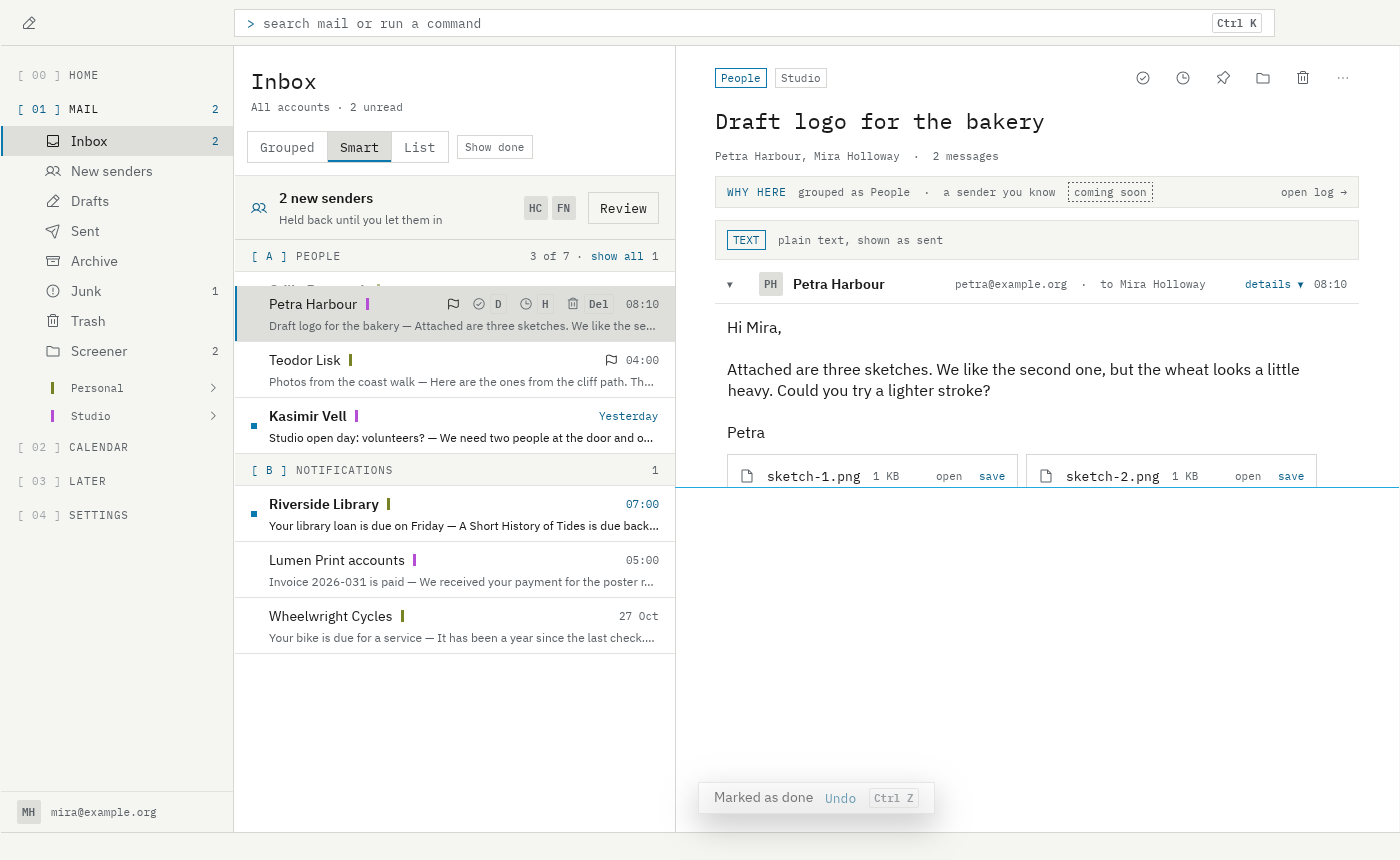 > search mail or run a command Ctrl K
[ 00 ] HOME
[ 01 ] MAIL 2
Inbox 2
New senders
Drafts
Sent
Archive
Junk 1
Trash
Screener 2
Personal
Studio
[ 02 ] CALENDAR
[ 03 ] LATER
[ 04 ] SETTINGS
MH mira@example.org
Inbox
All accounts · 2 unread
Grouped Smart List Show done
2 new senders
Held back until you let them in
HC FN Review
[ A ] PEOPLE 3 of 7 · show all 1
Petra Harbour D H Del 08:10
Draft logo for the bakery — Attached are three sketches. We like the se…
Teodor Lisk 04:00
Photos from the coast walk — Here are the ones from the cliff path. Th…
Kasimir Vell Yesterday
Studio open day: volunteers? — We need two people at the door and o…
[ B ] NOTIFICATIONS 1
Riverside Library 07:00
Your library loan is due on Friday — A Short History of Tides is due back…
Lumen Print accounts 05:00
Invoice 2026-031 is paid — We received your payment for the poster r…
Wheelwright Cycles 27 Oct
Your bike is due for a service — It has been a year since the last check.…
People Studio ···
Draft logo for the bakery
Petra Harbour, Mira Holloway · 2 messages
WHY HERE grouped as People · a sender you know coming soon open log →
TEXT plain text, shown as sent
▾ PH Petra Harbour petra@example.org · to Mira Holloway details ▾ 08:10
Hi Mira,
Attached are three sketches. We like the second one, but the wheat looks a little
heavy. Could you try a lighter stroke?
Petra
sketch-1.png 1 KB open save
sketch-2.png 1 KB open save
Marked as done Undo Ctrl Z